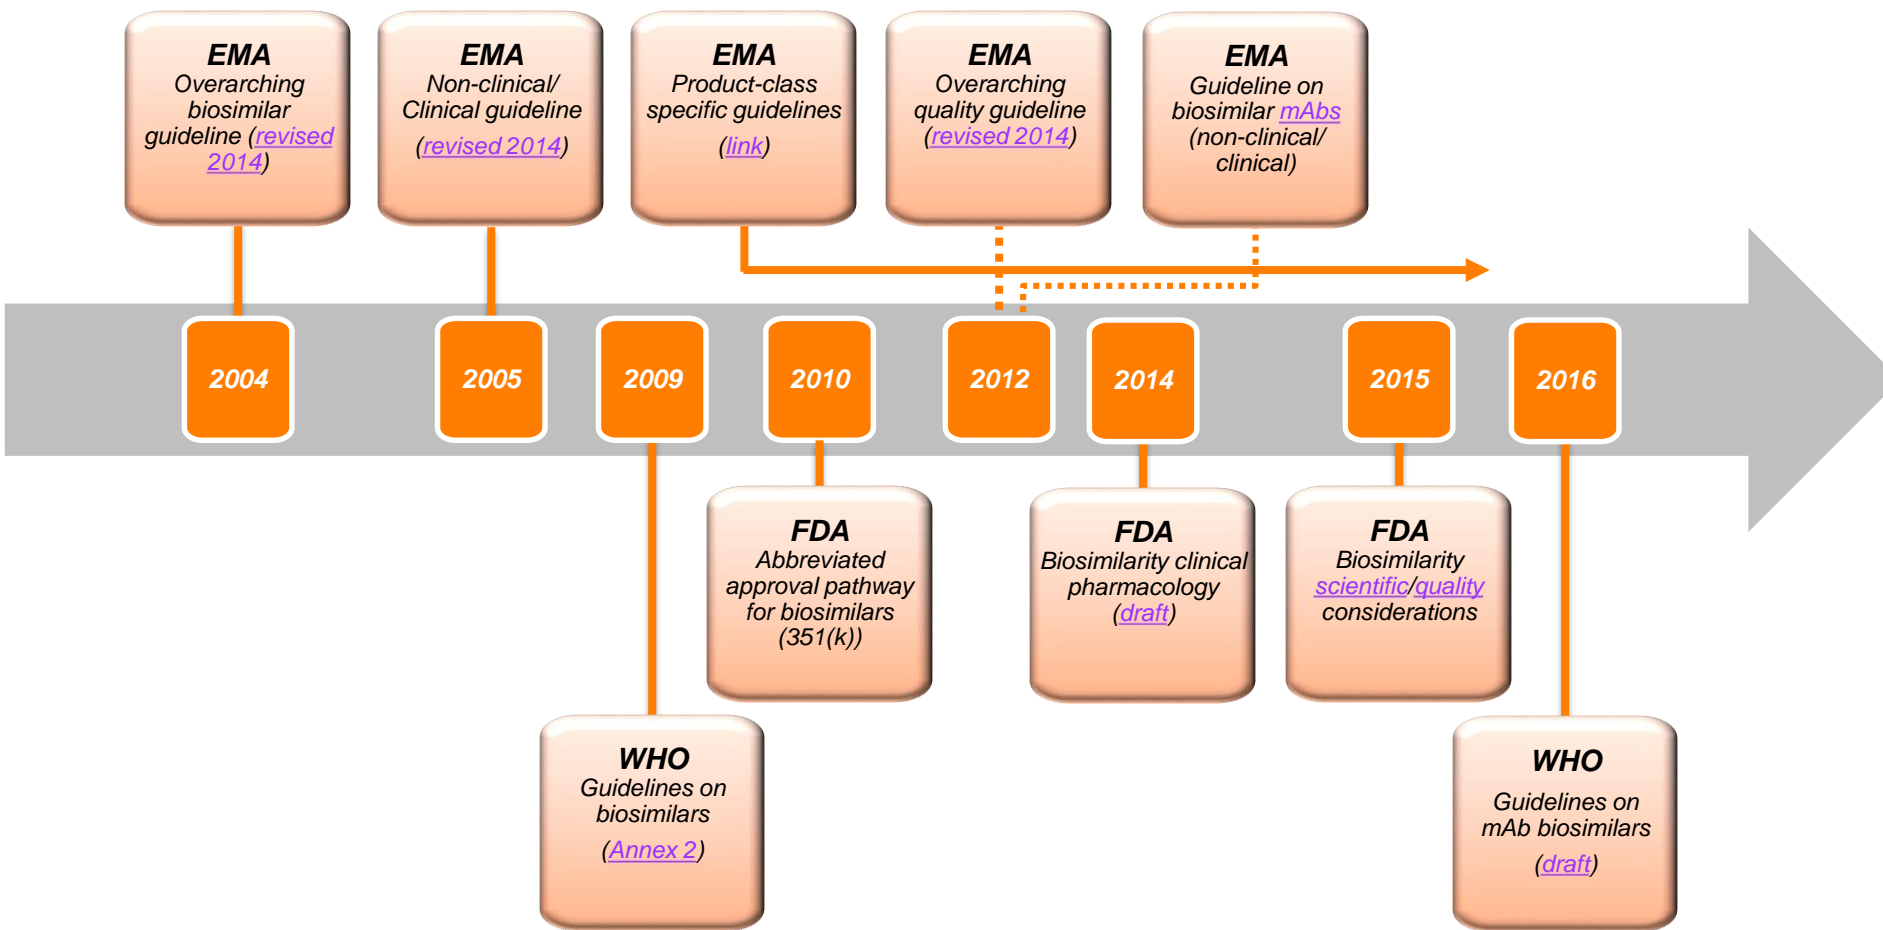 EMA
Overarching
biosimilar
guideline (revised
2014)
EMA
Non-clinical/
Clinical guideline
(revised 2014)
EMA
Product-class
specific guidelines
(link)
EMA
Overarching
quality guideline
(revised 2014)
EMA
Guideline on
biosimilar mAbs
(non-clinical/
clinical)
2004
2005
2009
2010
2012
2014
2015
2016
FDA
Abbreviated
approval pathway
for biosimilars
(351(k))
FDA
Biosimilarity clinical
pharmacology
(draft)
FDA
Biosimilarity
scientific/quality
considerations
WHO
Guidelines on
biosimilars
(Annex 2)
WHO
Guidelines on
mAb biosimilars
(draft)